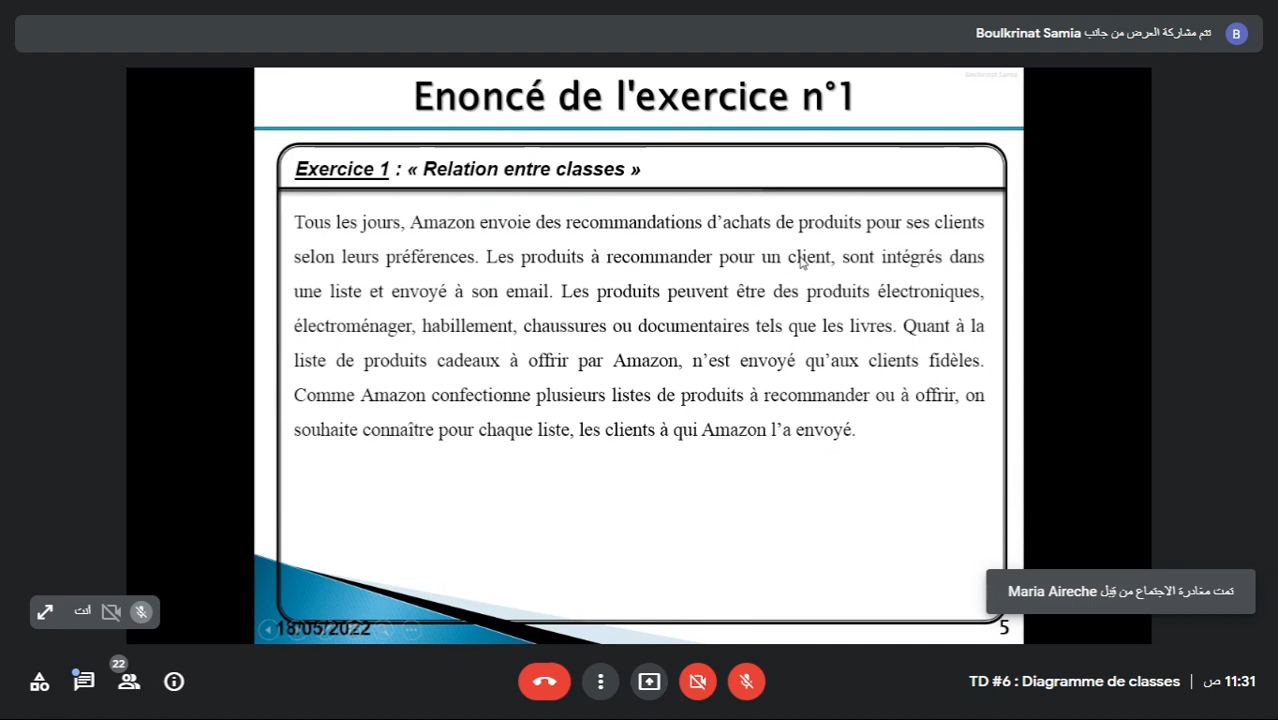 تتم مشاركة العرض من جانب Boulkrinat Samia
B
Boulkrinat Samia
Enoncé de l'exercice n°1
Exercice 1 : « Relation entre classes »
Tous les jours, Amazon envoie des recommandations d’achats de produits pour ses clients
selon leurs préférences. Les produits à recommander pour un client, sont intégrés dans
une liste et envoyé à son email. Les produits peuvent être des produits électroniques,
électroménager, habillement, chaussures ou documentaires tels que les livres. Quant à la
liste de produits cadeaux à offrir par Amazon, n’est envoyé qu’aux clients fidèles.
Comme Amazon confectionne plusieurs listes de produits à recommander ou à offrir, on
souhaite connaître pour chaque liste, les clients à qui Amazon l’a envoyé.
تمت مغادرة الاجتماع من قِبَل Maria Aireche
أنت
18/05/2022
5
22
TD #6 : Diagramme de classes | 11:31 ص